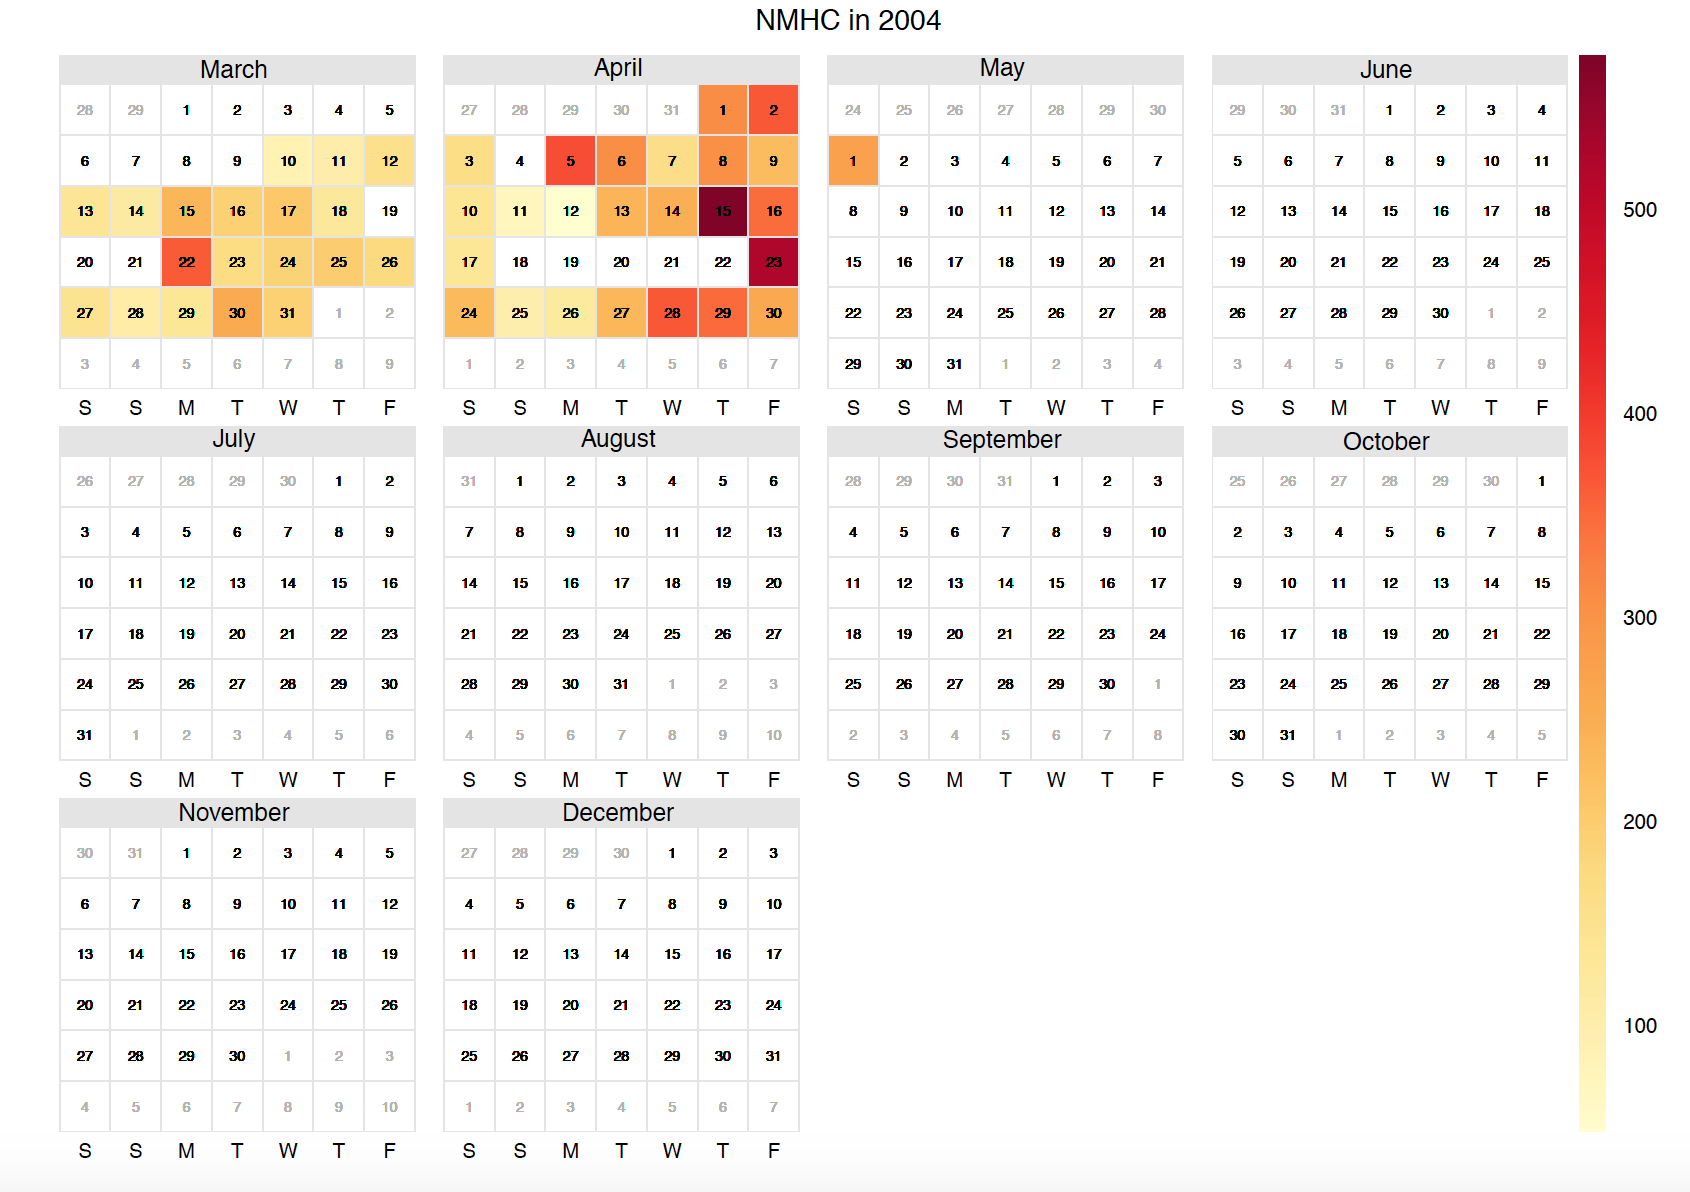 NMHC in 2004
March
28 29 1 2 3 4 5
6 7 8 9 10 11 12
13 14 15 16 17 18 19
20 21 22 23 24 25 26
27 28 29 30 31 1 2
3 4 5 6 7 8 9
S S M T W T F
April
27 28 29 30 31 1 2
3 4 5 6 7 8 9
10 11 12 13 14 15 16
17 18 19 20 21 22 23
24 25 26 27 28 29 30
1 2 3 4 5 6 7
S S M T W T F
May
24 25 26 27 28 29 30
1 2 3 4 5 6 7
8 9 10 11 12 13 14
15 16 17 18 19 20 21
22 23 24 25 26 27 28
29 30 31 1 2 3 4
S S M T W T F
June
29 30 31 1 2 3 4
5 6 7 8 9 10 11
12 13 14 15 16 17 18
19 20 21 22 23 24 25
26 27 28 29 30 1 2
3 4 5 6 7 8 9
S S M T W T F
July
26 27 28 29 30 1 2
3 4 5 6 7 8 9
10 11 12 13 14 15 16
17 18 19 20 21 22 23
24 25 26 27 28 29 30
31 1 2 3 4 5 6
S S M T W T F
August
31 1 2 3 4 5 6
7 8 9 10 11 12 13
14 15 16 17 18 19 20
21 22 23 24 25 26 27
28 29 30 31 1 2 3
4 5 6 7 8 9 10
S S M T W T F
September
28 29 30 31 1 2 3
4 5 6 7 8 9 10
11 12 13 14 15 16 17
18 19 20 21 22 23 24
25 26 27 28 29 30 1
2 3 4 5 6 7 8
S S M T W T F
October
25 26 27 28 29 30 1
2 3 4 5 6 7 8
9 10 11 12 13 14 15
16 17 18 19 20 21 22
23 24 25 26 27 28 29
30 31 1 2 3 4 5
S S M T W T F
November
30 31 1 2 3 4 5
6 7 8 9 10 11 12
13 14 15 16 17 18 19
20 21 22 23 24 25 26
27 28 29 30 1 2 3
4 5 6 7 8 9 10
S S M T W T F
December
27 28 29 30 1 2 3
4 5 6 7 8 9 10
11 12 13 14 15 16 17
18 19 20 21 22 23 24
25 26 27 28 29 30 31
1 2 3 4 5 6 7
S S M T W T F
500
400
300
200
100